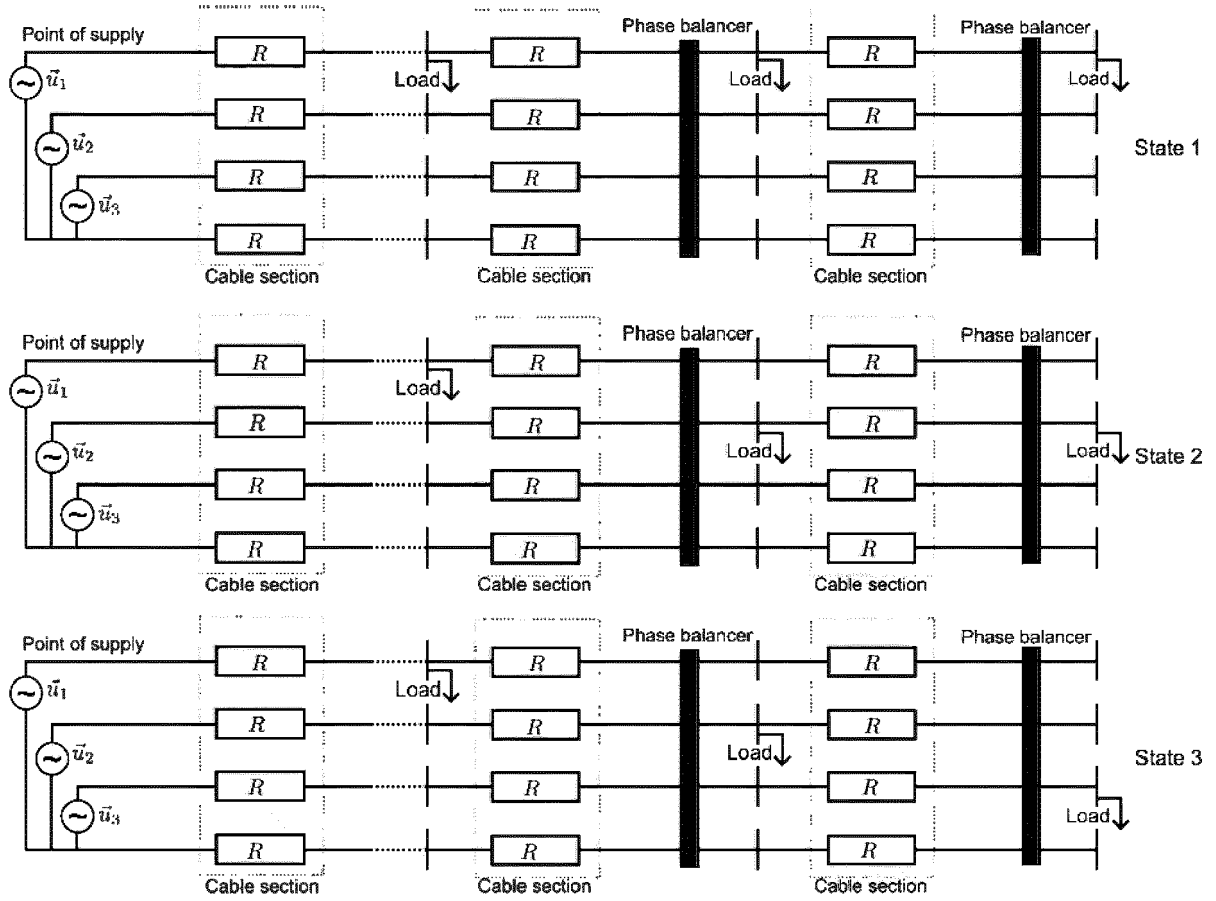 Point of supply
Phase balancer
Phase balancer
R
R
R
u⃗₁
Load
Load
Load
R
R
R
u⃗₂
State 1
R
R
R
u⃗₃
R
R
R
Cable section
Cable section
Cable section
Point of supply
Phase balancer
Phase balancer
R
R
R
u⃗₁
Load
R
R
R
u⃗₂
Load
Load
State 2
R
R
R
u⃗₃
R
R
R
Cable section
Cable section
Cable section
Point of supply
Phase balancer
Phase balancer
R
R
R
u⃗₁
Load
R
R
R
u⃗₂
Load
State 3
R
R
R
u⃗₃
Load
R
R
R
Cable section
Cable section
Cable section